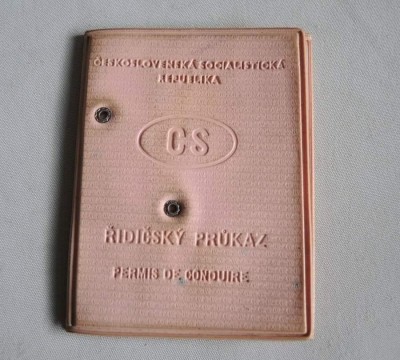 ČESKOSLOVENSKÁ SOCIALISTICKÁ
REPUBLIKA
CS
ŘIDIČSKÝ PRŮKAZ
PERMIS DE CONDUIRE